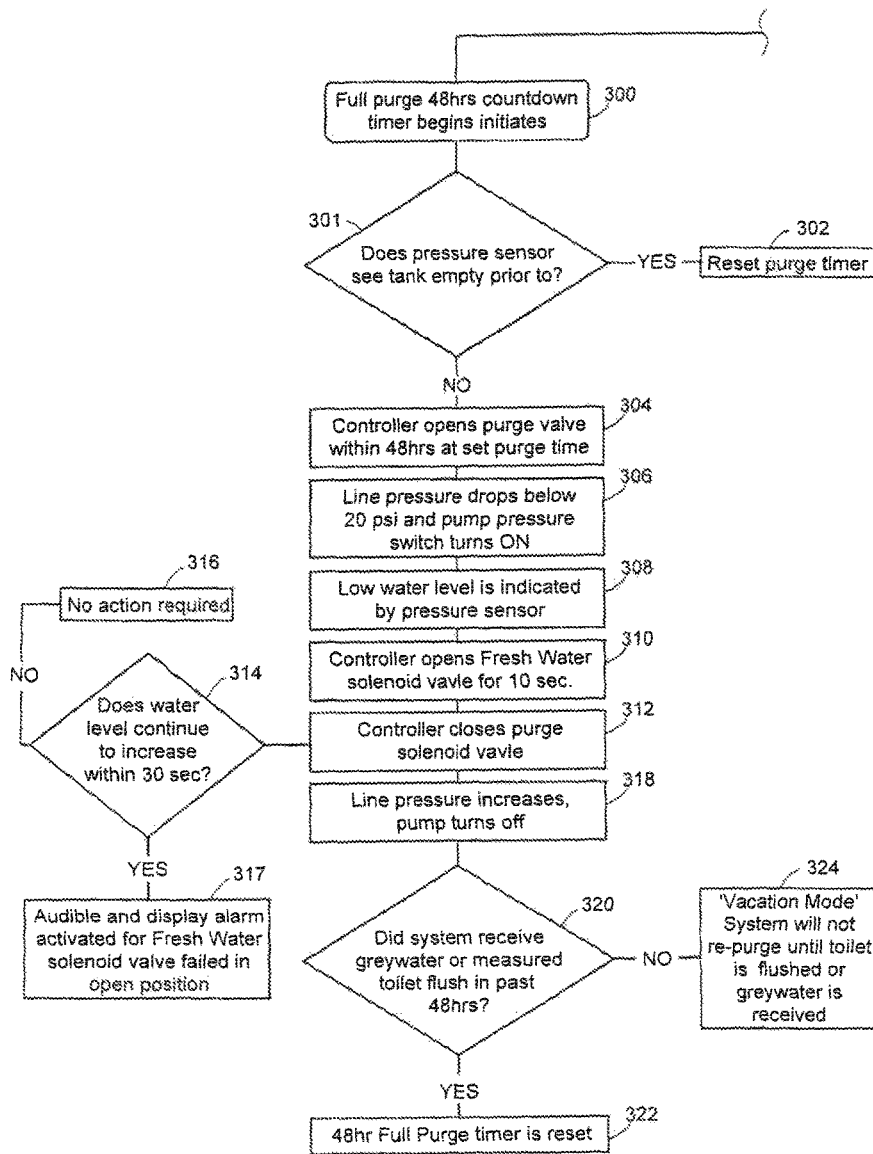 Full purge 48hrs countdown
timer begins initiates
300
301
Does pressure sensor
see tank empty prior to?
YES
302
Reset purge timer
NO
304
Controller opens purge valve
within 48hrs at set purge time
306
Line pressure drops below
20 psi and pump pressure
switch turns ON
308
Low water level is indicated
by pressure sensor
310
Controller opens Fresh Water
solenoid vavle for 10 sec.
312
Controller closes purge
solenoid vavle
314
Does water
level continue
to increase
within 30 sec?
NO
316
No action required
YES
317
Audible and display alarm
activated for Fresh Water
solenoid valve failed in
open position
318
Line pressure increases,
pump turns off
320
Did system receive
greywater or measured
toilet flush in past
48hrs?
NO
324
'Vacation Mode'
System will not
re-purge until toilet
is flushed or
greywater is
received
YES
322
48hr Full Purge timer is reset